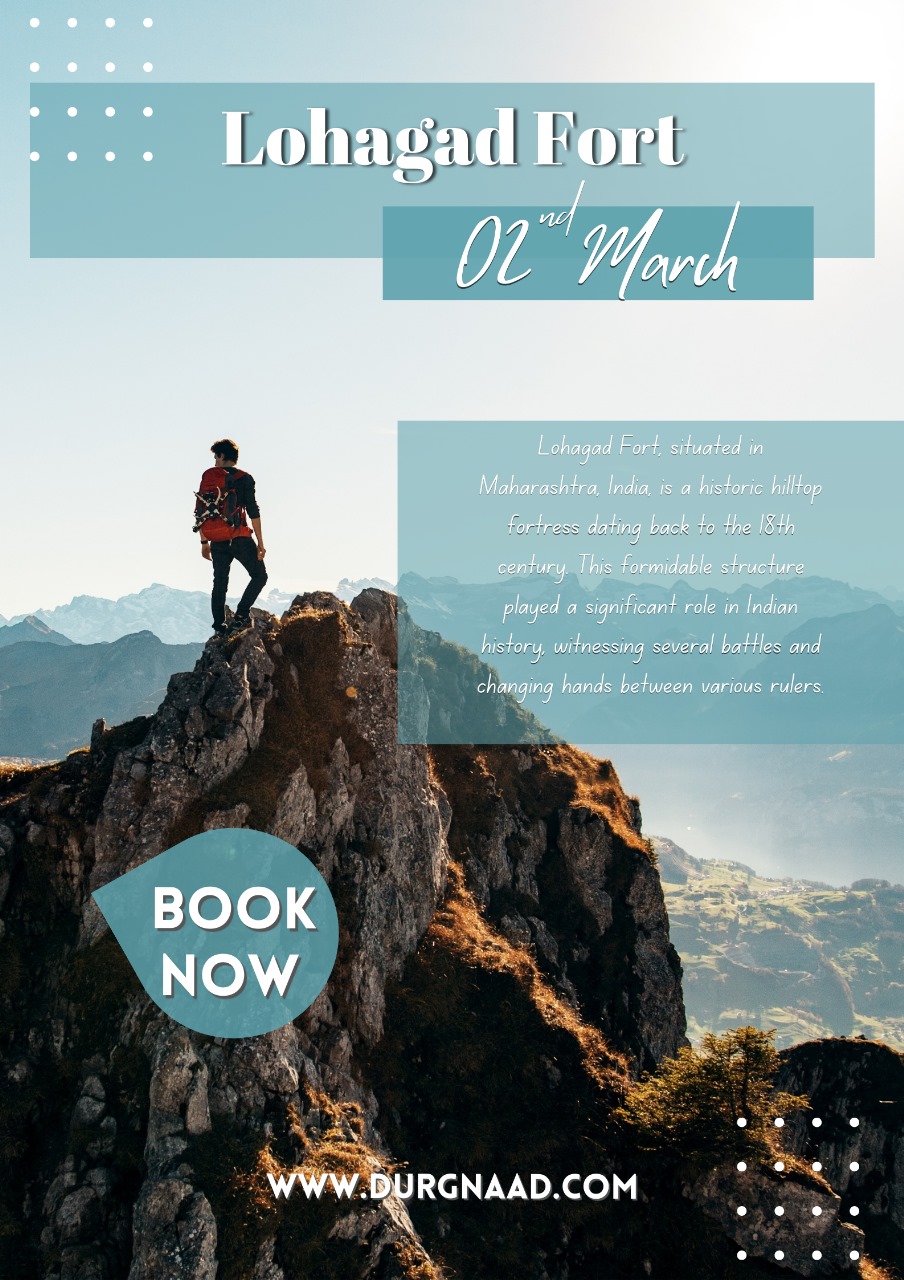 Lohagad Fort
02nd March
Lohagad Fort, situated in
Maharashtra, India, is a historic hilltop
fortress dating back to the 18th
century. This formidable structure
played a significant role in Indian
history, witnessing several battles and
changing hands between various rulers.
BOOK
NOW
WWW.DURGNAAD.COM